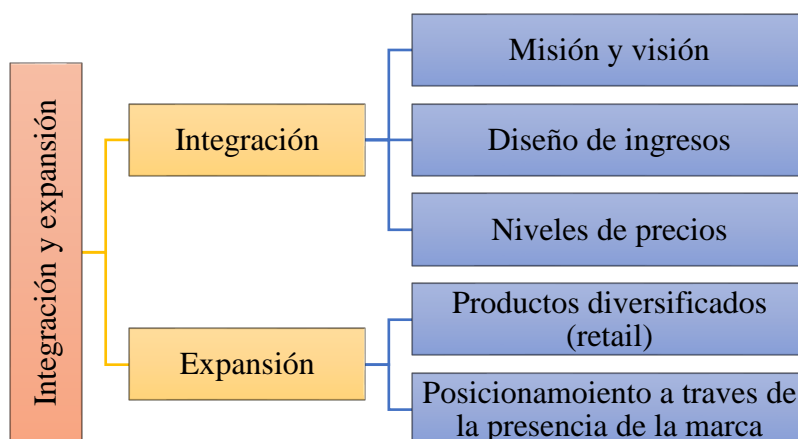 Integración y expansión
Integración
Misión y visión
Diseño de ingresos
Niveles de precios
Expansión
Productos diversificados
(retail)
Posicionamoiento a traves de
la presencia de la marca